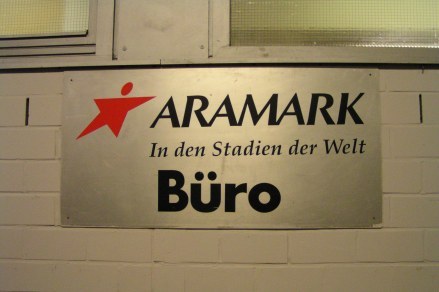 ARAMARK
In den Stadien der Welt
Büro